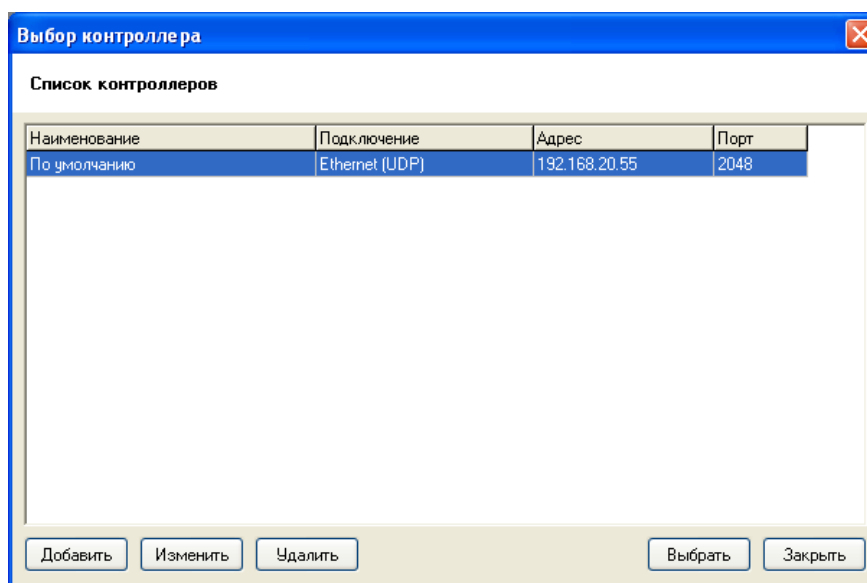 Выбор контроллера
Список контроллеров
Наименование Подключение Адрес Порт
По умолчанию Ethernet (UDP) 192.168.20.55 2048
Добавить Изменить Удалить Выбрать Закрыть